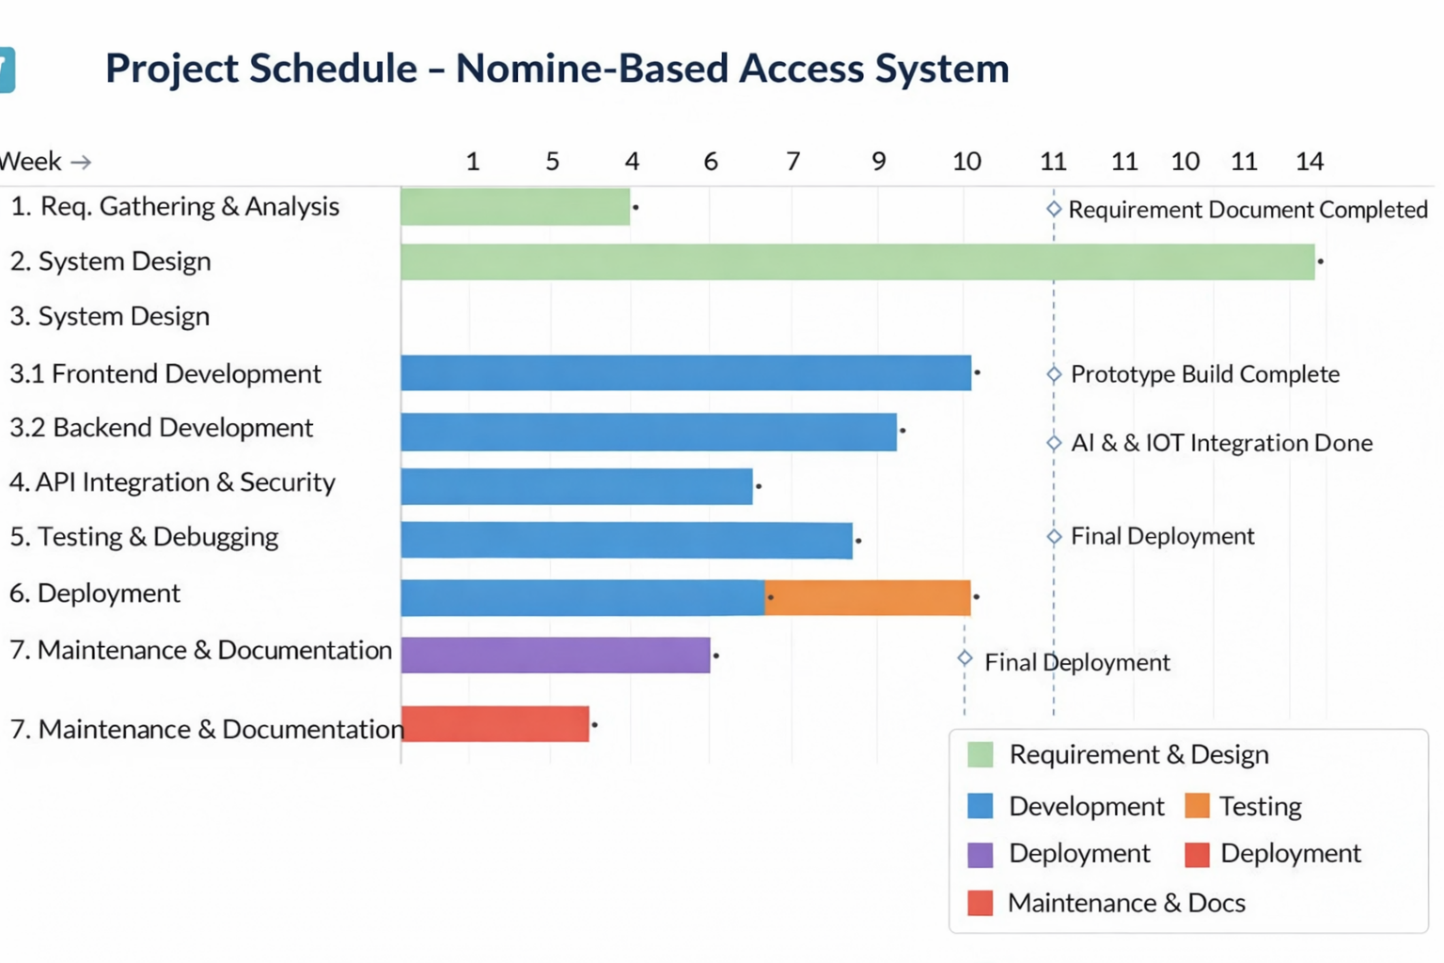 Project Schedule – Nomine-Based Access System
Week → 1 5 4 6 7 9 10 11 11 10 11 14
1. Req. Gathering & Analysis
Requirement Document Completed
2. System Design
3. System Design
3.1 Frontend Development
Prototype Build Complete
3.2 Backend Development
AI & & IOT Integration Done
4. API Integration & Security
5. Testing & Debugging
Final Deployment
6. Deployment
7. Maintenance & Documentation
Final Deployment
7. Maintenance & Documentation
Requirement & Design
Development Testing
Deployment Deployment
Maintenance & Docs